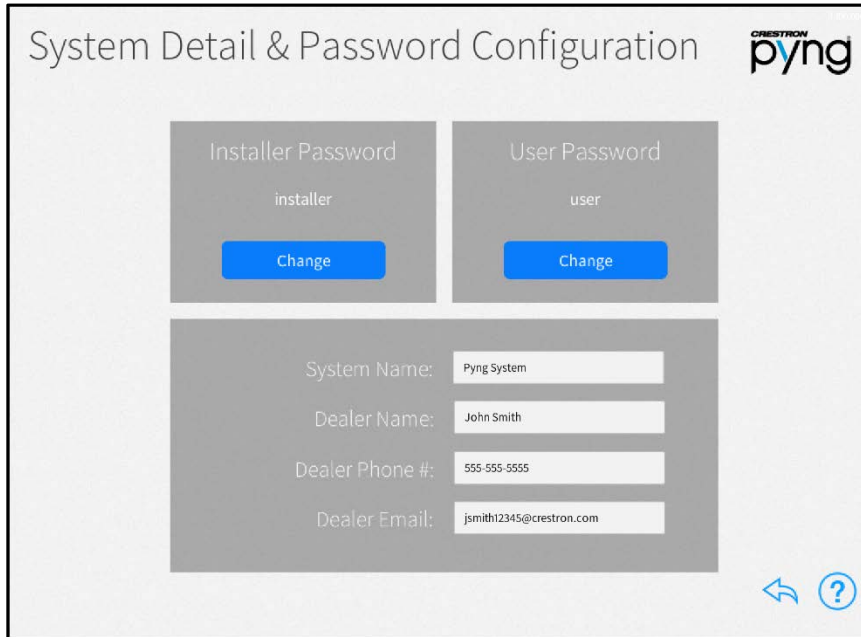 System Detail & Password Configuration
CRESTRON
pyng
Installer Password
installer
Change
User Password
user
Change
System Name: Pyng System
Dealer Name: John Smith
Dealer Phone #: 555-555-5555
Dealer Email: jsmith12345@crestron.com
?